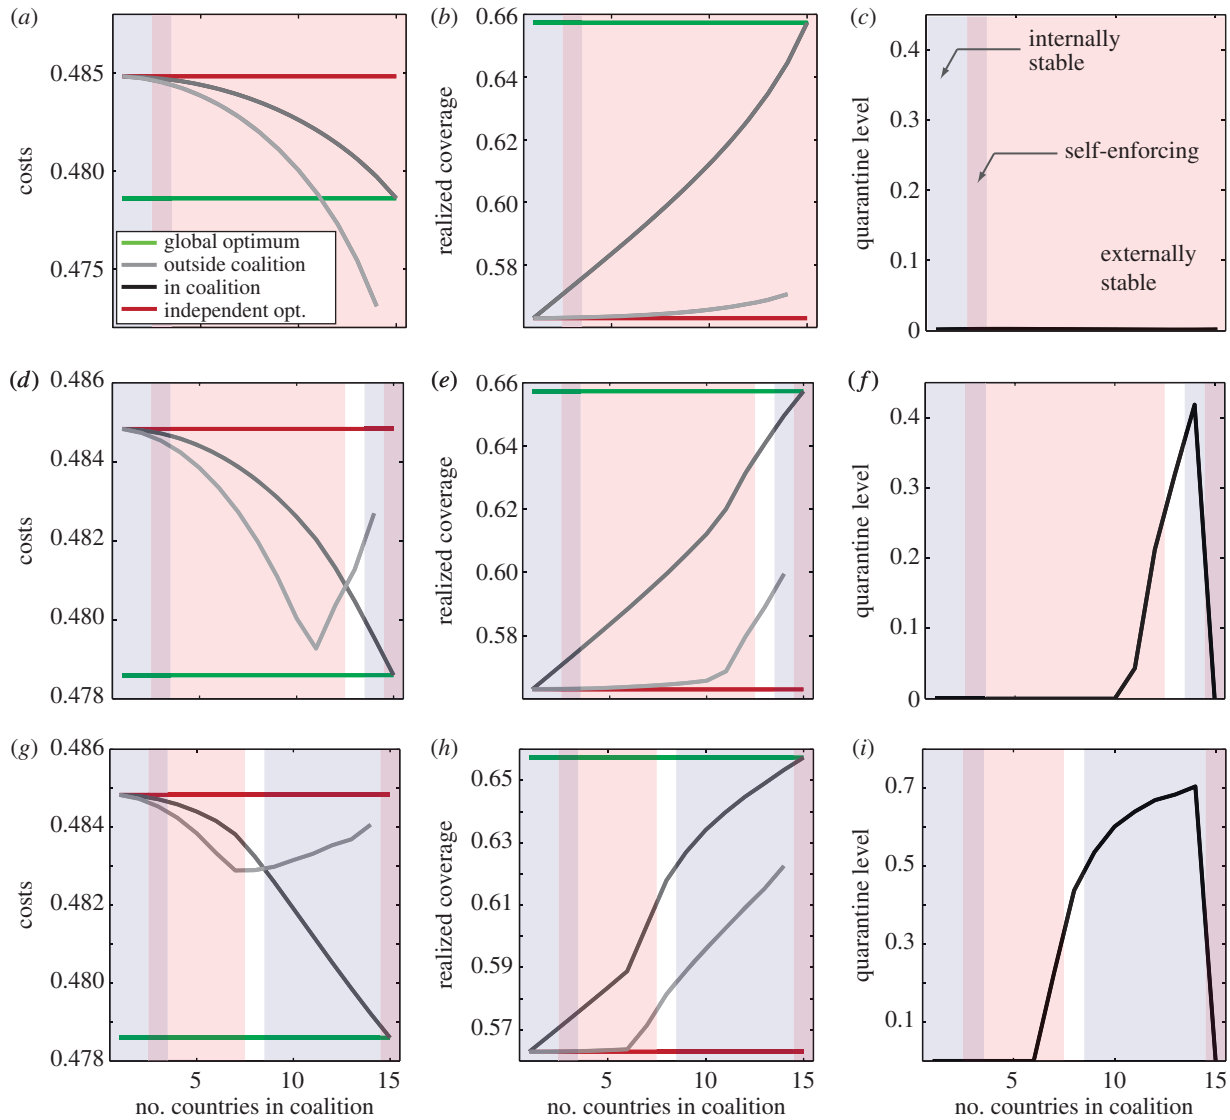 (a)
0.485
0.480
0.475
costs
global optimum
outside coalition
in coalition
independent opt.
(b)
0.66
0.64
0.62
0.60
0.58
realized coverage
(c)
0.4
0.3
0.2
0.1
0
quarantine level
internally
stable
self-enforcing
externally
stable
(d)
0.486
0.484
0.482
0.480
0.478
costs
(e)
0.66
0.64
0.62
0.60
0.58
realized coverage
(f)
0.4
0.3
0.2
0.1
0
quarantine level
(g)
0.486
0.484
0.482
0.480
0.478
costs
5 10 15
no. countries in coalition
(h)
0.65
0.63
0.61
0.59
0.57
realized coverage
5 10 15
no. countries in coalition
(i)
0.7
0.5
0.3
0.1
quarantine level
5 10 15
no. countries in coalition